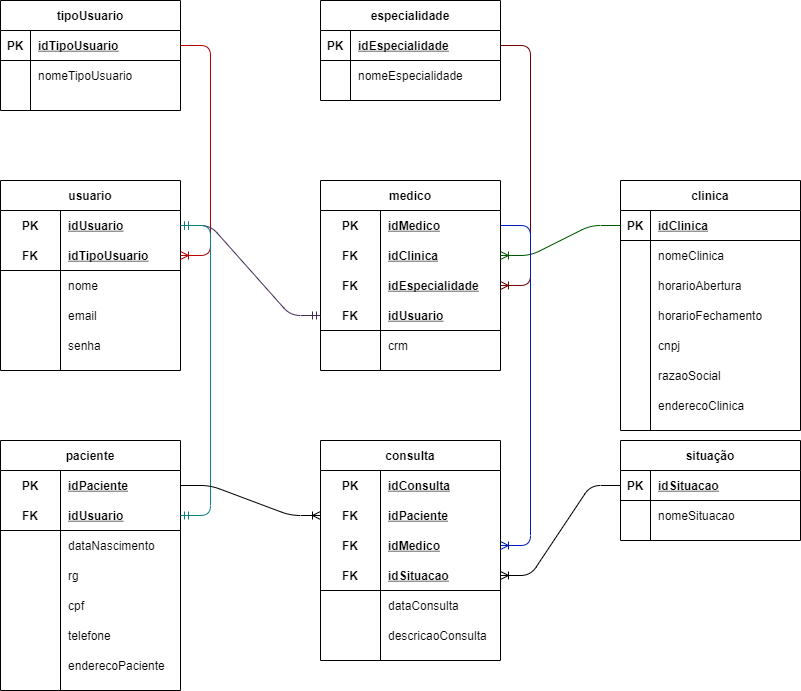 tipoUsuario
PK idTipoUsuario
nomeTipoUsuario
especialidade
PK idEspecialidade
nomeEspecialidade
usuario
PK idUsuario
FK idTipoUsuario
nome
email
senha
medico
PK idMedico
FK idClinica
FK idEspecialidade
FK idUsuario
crm
clinica
PK idClinica
nomeClinica
horarioAbertura
horarioFechamento
cnpj
razaoSocial
enderecoClinica
paciente
PK idPaciente
FK idUsuario
dataNascimento
rg
cpf
telefone
enderecoPaciente
consulta
PK idConsulta
FK idPaciente
FK idMedico
FK idSituacao
dataConsulta
descricaoConsulta
situação
PK idSituacao
nomeSituacao